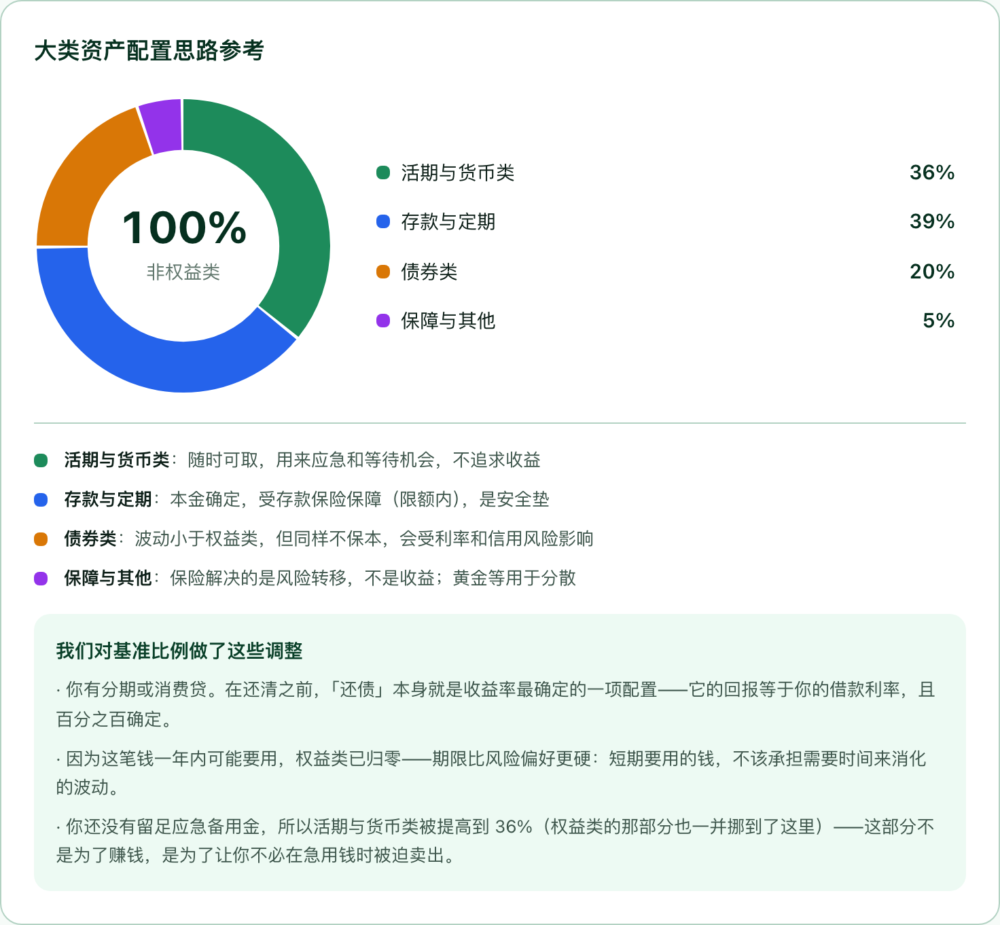 大类资产配置思路参考
100%
非权益类
活期与货币类 36%
存款与定期 39%
债券类 20%
保障与其他 5%
活期与货币类：随时可取，用来应急和等待机会，不追求收益
存款与定期：本金确定，受存款保险保障（限额内），是安全垫
债券类：波动小于权益类，但同样不保本，会受利率和信用风险影响
保障与其他：保险解决的是风险转移，不是收益；黄金等用于分散
我们对基准比例做了这些调整
· 你有分期或消费贷。在还清之前，「还债」本身就是收益率最确定的一项配置——它的回报等于你的借款利率，且
百分之百确定。
· 因为这笔钱一年内可能要用，权益类已归零——期限比风险偏好更硬：短期要用的钱，不该承担需要时间来消化
的波动。
· 你还没有留足应急备用金，所以活期与货币类被提高到 36%（权益类的那部分也一并挪到了这里）——这部分不
是为了赚钱，是为了让你不必在急用钱时被迫卖出。